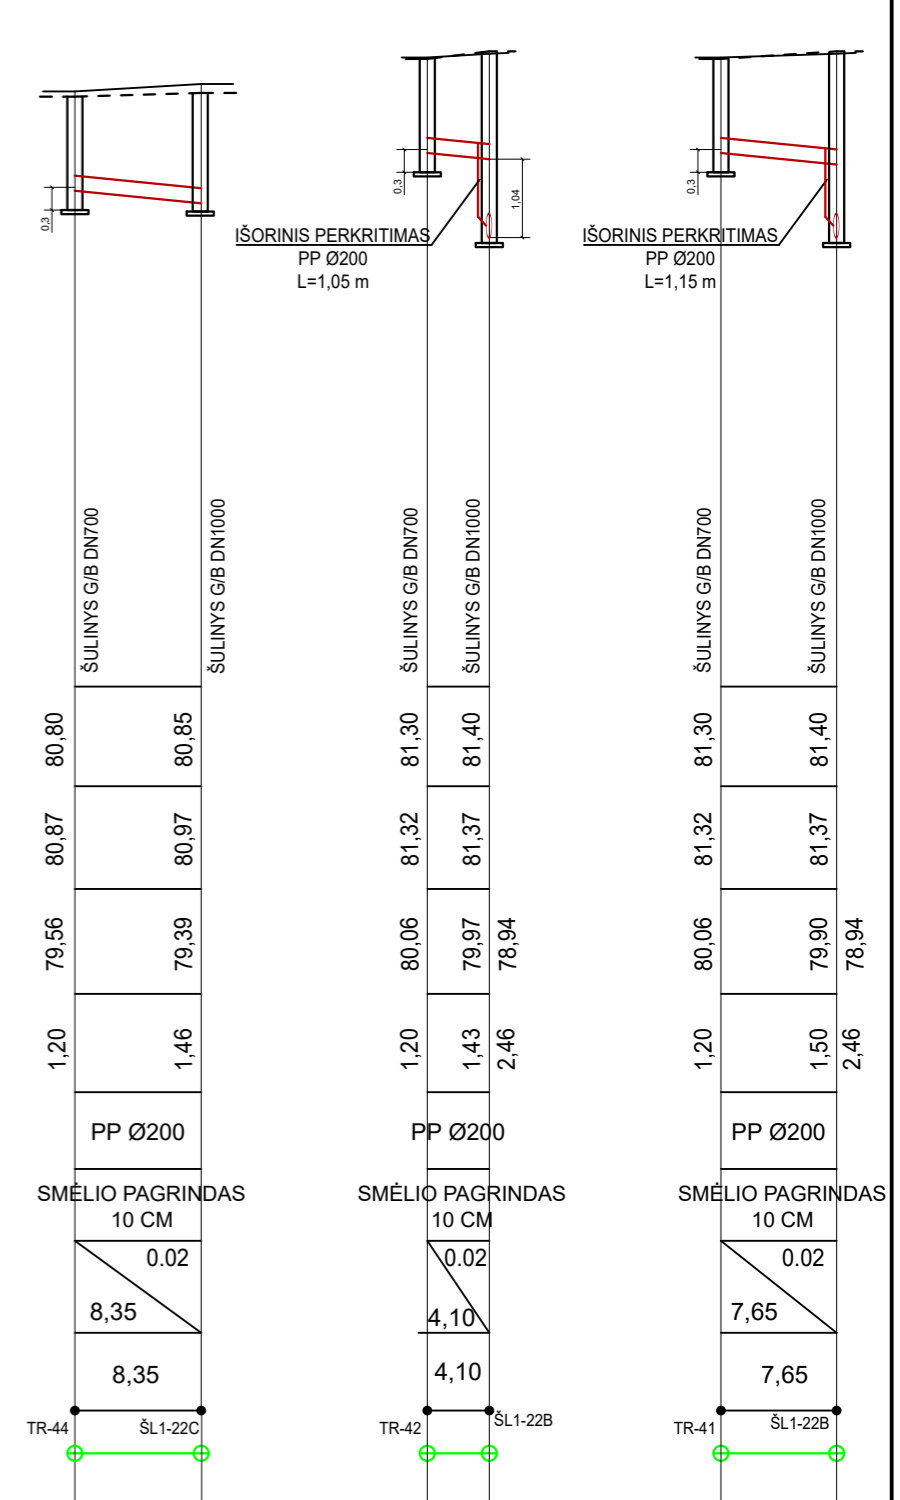 0,3
IŠORINIS PERKRITIMAS
PP Ø200
L=1,05 m
0,3
1,04
IŠORINIS PERKRITIMAS
PP Ø200
L=1,15 m
0,3
ŠULINYS G/B DN700
ŠULINYS G/B DN1000
ŠULINYS G/B DN700
ŠULINYS G/B DN1000
ŠULINYS G/B DN700
ŠULINYS G/B DN1000
80,80
80,85
81,30
81,40
81,30
81,40
80,87
80,97
81,32
81,37
81,32
81,37
79,56
79,39
80,06
79,97
78,94
80,06
79,90
78,94
1,20
1,46
1,20
1,43
2,46
1,20
1,50
2,46
PP Ø200
PP Ø200
PP Ø200
SMĖLIO PAGRINDAS
10 CM
SMĖLIO PAGRINDAS
10 CM
SMĖLIO PAGRINDAS
10 CM
0.02
8,35
0.02
4,10
0.02
7,65
8,35
4,10
7,65
TR-44
ŠL1-22C
TR-42
ŠL1-22B
TR-41
ŠL1-22B